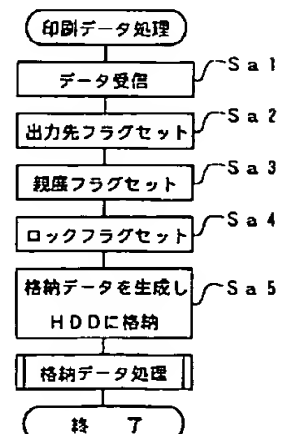 印刷データ処理
データ受信
Sa1
出力先フラグセット
Sa2
親度フラグセット
Sa3
ロックフラグセット
Sa4
格納データを生成し
HDDに格納
Sa5
格納データ処理
終 了